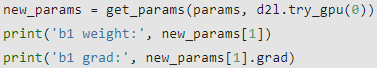 new_params = get_params(params, d2l.try_gpu(0))
print('b1 weight:', new_params[1])
print('b1 grad:', new_params[1].grad)